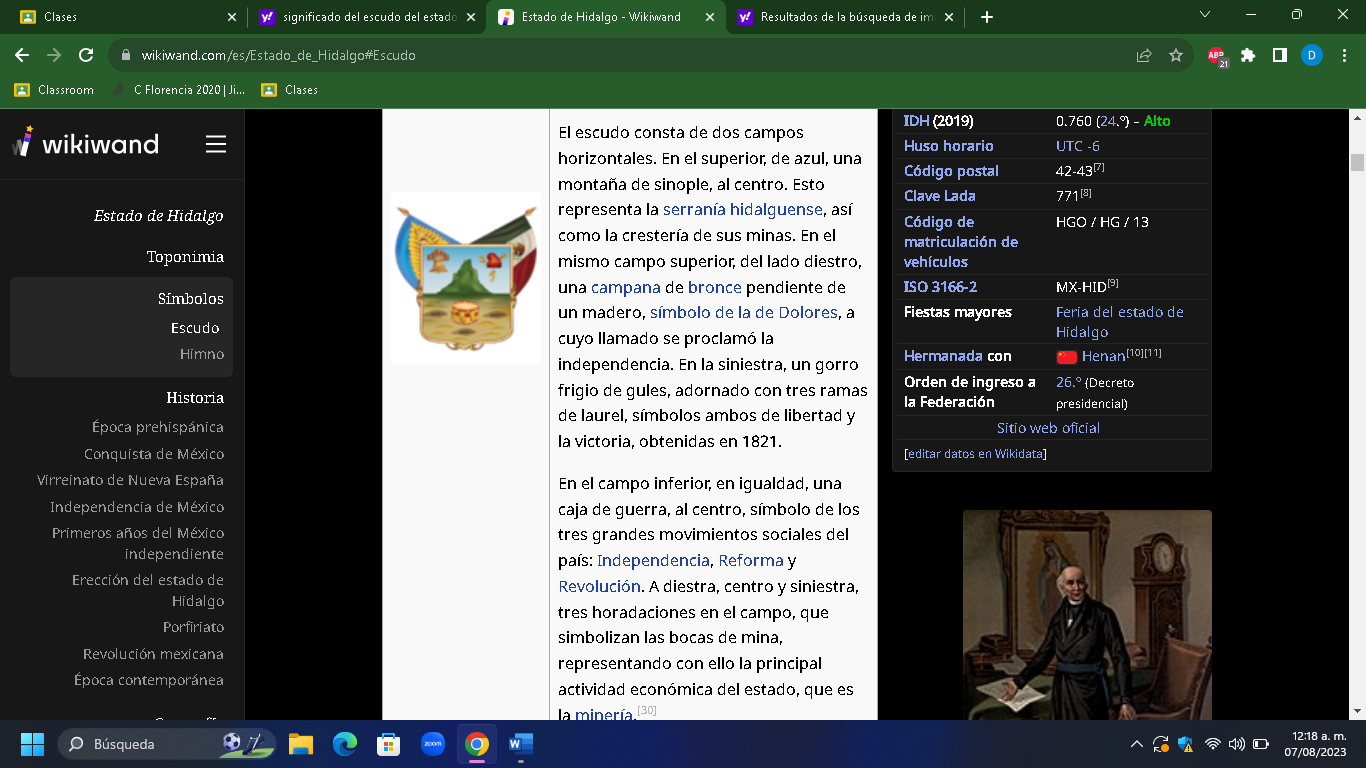 Clases
significado del escudo del estado
Estado de Hidalgo - Wikiwand
Resultados de la búsqueda de im
wikiwand.com/es/Estado_de_Hidalgo#Escudo
ABP
21
D
Classroom
C Florencia 2020 | Ji...
Clases
wikiwand
Estado de Hidalgo
Toponimia
Símbolos
Escudo
Himno
Historia
Época prehispánica
Conquista de México
Virreinato de Nueva España
Independencia de México
Primeros años del México
independiente
Erección del estado de
Hidalgo
Porfiriato
Revolución mexicana
Época contemporánea
El escudo consta de dos campos
horizontales. En el superior, de azul, una
montaña de sinople, al centro. Esto
representa la serranía hidalguense, así
como la crestería de sus minas. En el
mismo campo superior, del lado diestro,
una campana de bronce pendiente de
un madero, símbolo de la de Dolores, a
cuyo llamado se proclamó la
independencia. En la siniestra, un gorro
frigio de gules, adornado con tres ramas
de laurel, símbolos ambos de libertad y
la victoria, obtenidas en 1821.
En el campo inferior, en igualdad, una
caja de guerra, al centro, símbolo de los
tres grandes movimientos sociales del
país: Independencia, Reforma y
Revolución. A diestra, centro y siniestra,
tres horadaciones en el campo, que
simbolizan las bocas de mina,
representando con ello la principal
actividad económica del estado, que es
la minería.[30]
IDH (2019) 0.760 (24.º) – Alto
Huso horario UTC -6
Código postal 42-43[7]
Clave Lada 771[8]
Código de HGO / HG / 13
matriculación de
vehículos
ISO 3166-2 MX-HID[9]
Fiestas mayores Feria del estado de
Hidalgo
Hermanada con Henan[10][11]
Orden de ingreso a 26.º (Decreto
la Federación presidencial)
Sitio web oficial
[editar datos en Wikidata]
Búsqueda
zoom
12:18 a. m.
07/08/2023